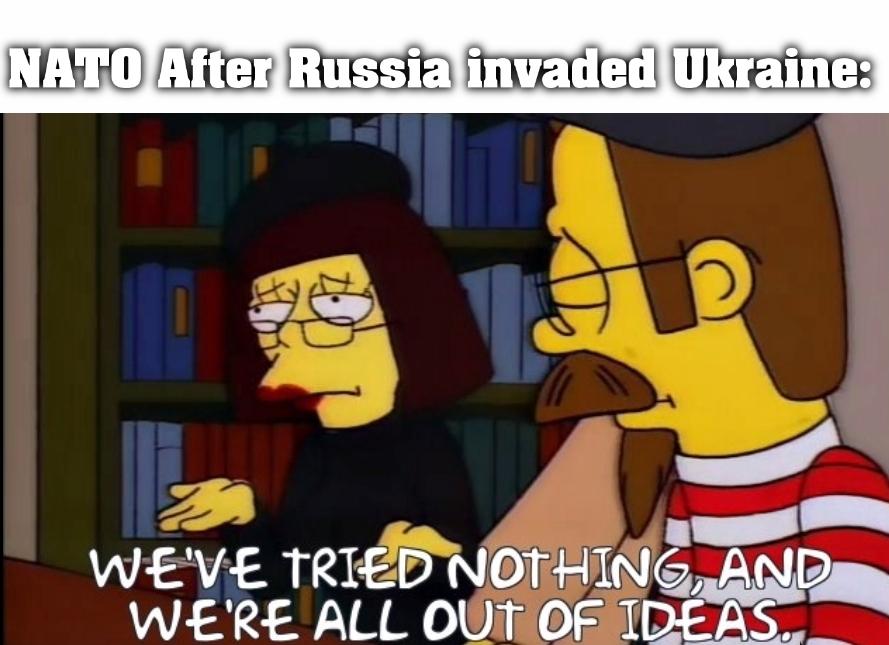 NATO After Russia invaded Ukraine:
WE'VE TRIED NOTHING, AND
WE'RE ALL OUT OF IDEAS.